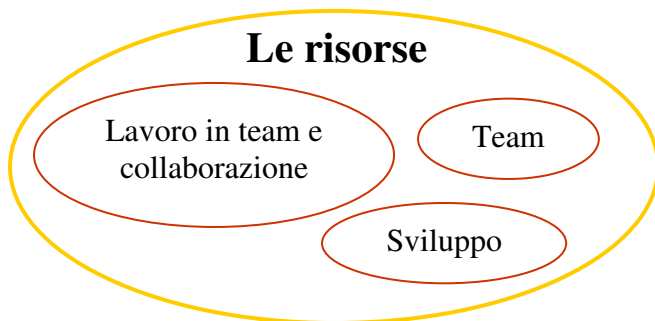 Le risorse
Lavoro in team e
collaborazione
Team
Sviluppo